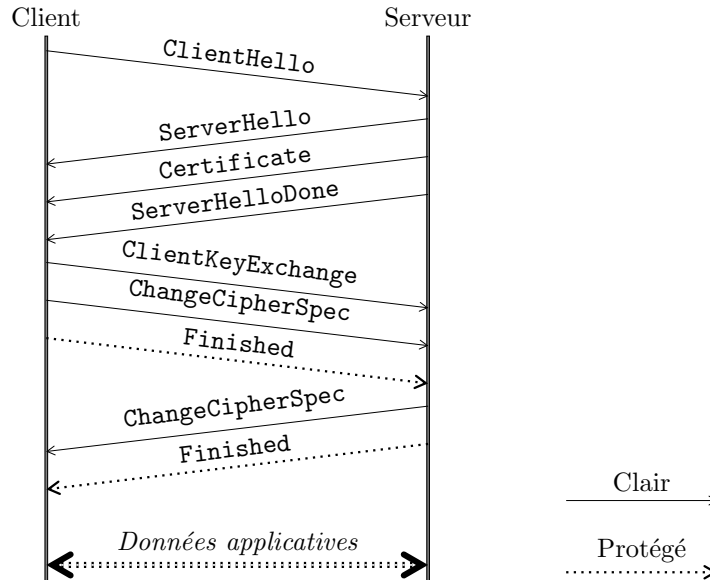 Client
Serveur
ClientHello
ServerHello
Certificate
ServerHelloDone
ClientKeyExchange
ChangeCipherSpec
Finished
ChangeCipherSpec
Finished
Données applicatives
Clair
Protégé